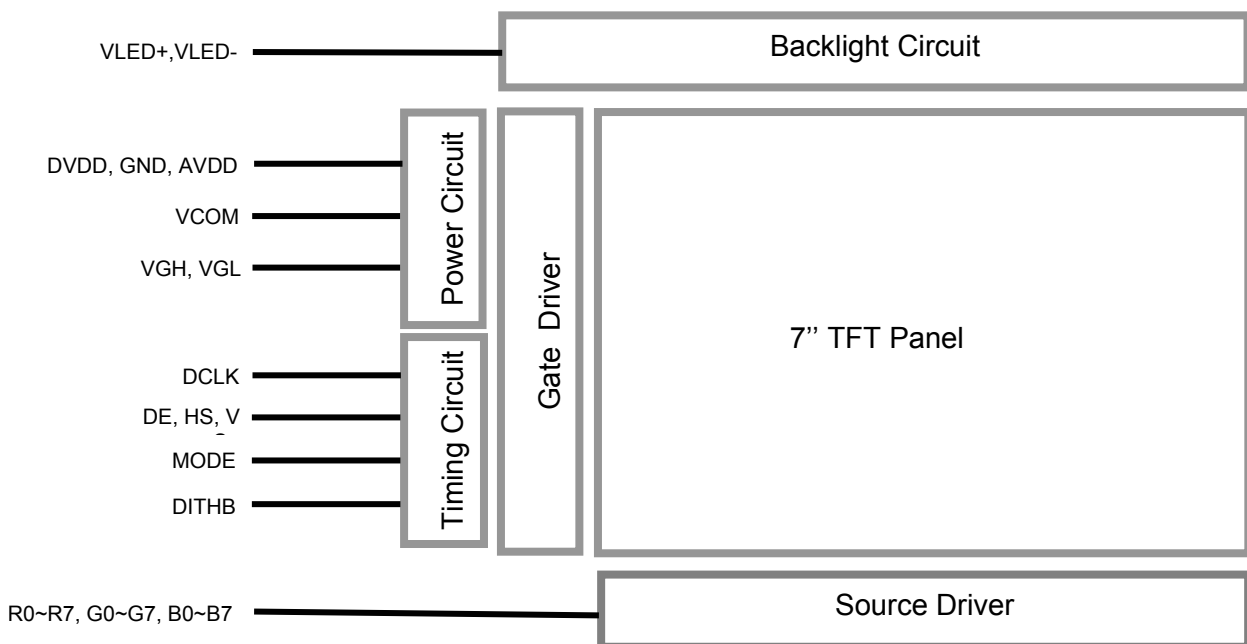 VLED+,VLED-
Backlight Circuit
DVDD, GND, AVDD
VCOM
VGH, VGL
Power Circuit
Gate Driver
7’’ TFT Panel
DCLK
DE, HS, V
MODE
DITHB
Timing Circuit
R0~R7, G0~G7, B0~B7
Source Driver